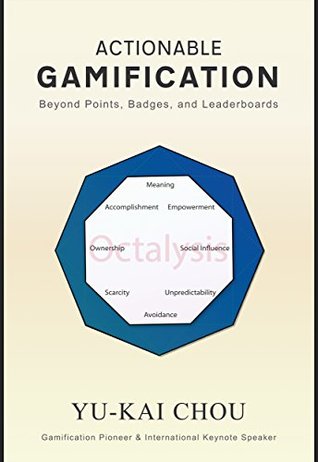 ACTIONABLE
GAMIFICATION
Beyond Points, Badges, and Leaderboards
Meaning
Accomplishment Empowerment
Octalysis
Ownership Social Influence
Scarcity Unpredictability
Avoidance
YU-KAI CHOU
Gamification Pioneer & International Keynote Speaker